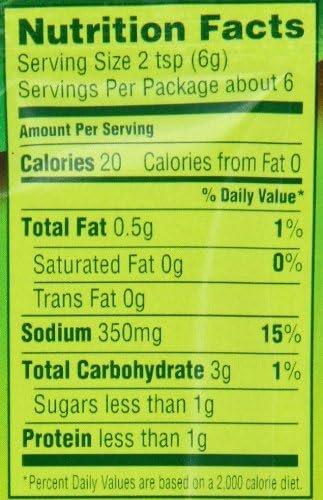 Nutrition Facts
Serving Size 2 tsp (6g)
Servings Per Package about 6
Amount Per Serving
Calories 20 Calories from Fat 0
% Daily Value*
Total Fat 0.5g 1%
Saturated Fat 0g 0%
Trans Fat 0g
Sodium 350mg 15%
Total Carbohydrate 3g 1%
Sugars less than 1g
Protein less than 1g
*Percent Daily Values are based on a 2,000 calorie diet.